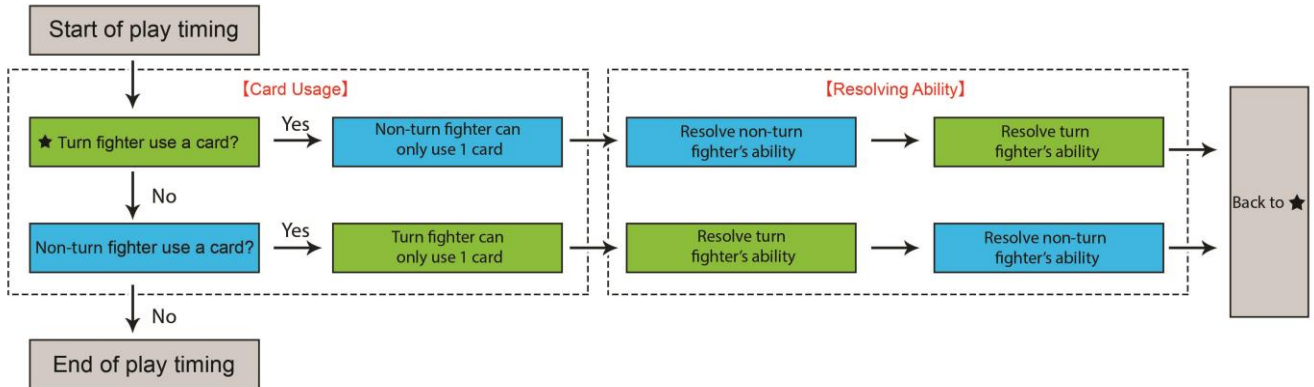 Start of play timing
【Card Usage】
【Resolving Ability】
★ Turn fighter use a card?
Yes
Non-turn fighter can
only use 1 card
Resolve non-turn
fighter's ability
Resolve turn
fighter's ability
No
Back to ★
Non-turn fighter use a card?
Yes
Turn fighter can
only use 1 card
Resolve turn
fighter's ability
Resolve non-turn
fighter's ability
No
End of play timing